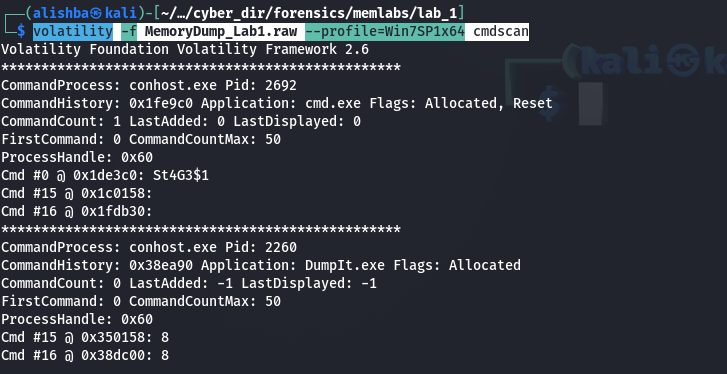 ┌──(alishba㉿kali)-[~/…/cyber_dir/forensics/memlabs/lab_1]
└─$ volatility -f MemoryDump_Lab1.raw --profile=Win7SP1x64 cmdscan
Volatility Foundation Volatility Framework 2.6
**************************************************
CommandProcess: conhost.exe Pid: 2692
CommandHistory: 0x1fe9c0 Application: cmd.exe Flags: Allocated, Reset
CommandCount: 1 LastAdded: 0 LastDisplayed: 0
FirstCommand: 0 CommandCountMax: 50
ProcessHandle: 0x60
Cmd #0 @ 0x1de3c0: St4G3$1
Cmd #15 @ 0x1c0158:
Cmd #16 @ 0x1fdb30:
**************************************************
CommandProcess: conhost.exe Pid: 2260
CommandHistory: 0x38ea90 Application: DumpIt.exe Flags: Allocated
CommandCount: 0 LastAdded: -1 LastDisplayed: -1
FirstCommand: 0 CommandCountMax: 50
ProcessHandle: 0x60
Cmd #15 @ 0x350158: 8
Cmd #16 @ 0x38dc00: 8
(kali㉿k
$